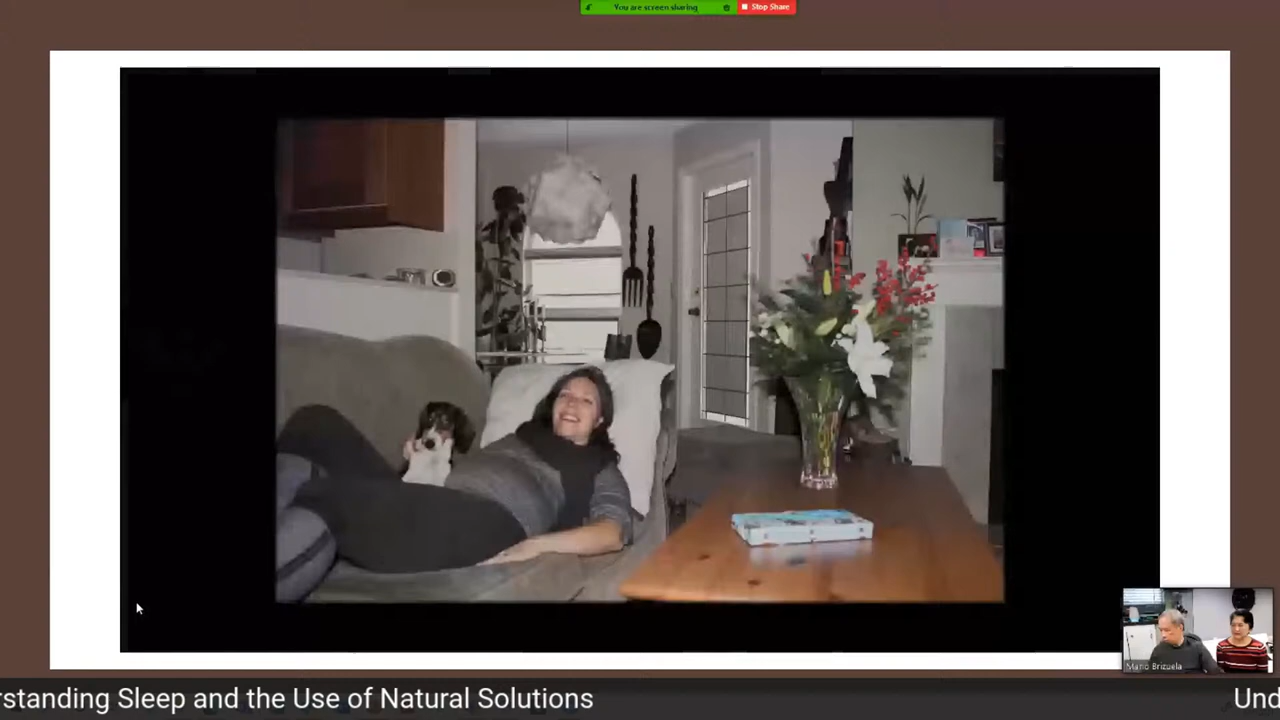 You are screen sharing
Stop Share
Mario Brizuela
rstanding Sleep and the Use of Natural Solutions
Und